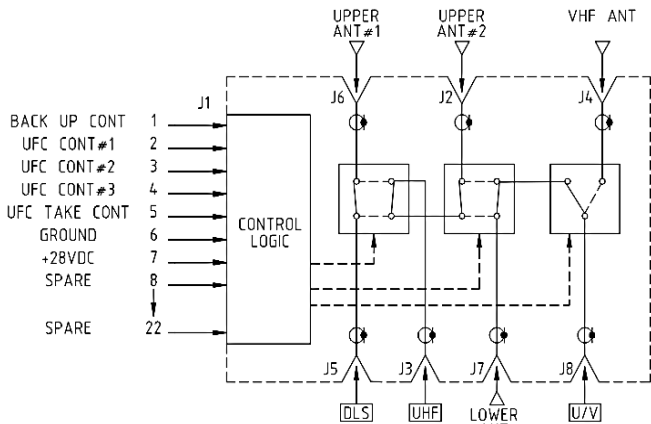 UPPER
ANT#1
UPPER
ANT#2
VHF ANT
J1
J6
J2
J4
BACK UP CONT 1
UFC CONT#1 2
UFC CONT#2 3
UFC CONT#3 4
UFC TAKE CONT 5
GROUND 6
+28VDC 7
SPARE 8
SPARE 22
CONTROL
LOGIC
J5
J3
J7
J8
DLS
UHF
LOWER
U/V